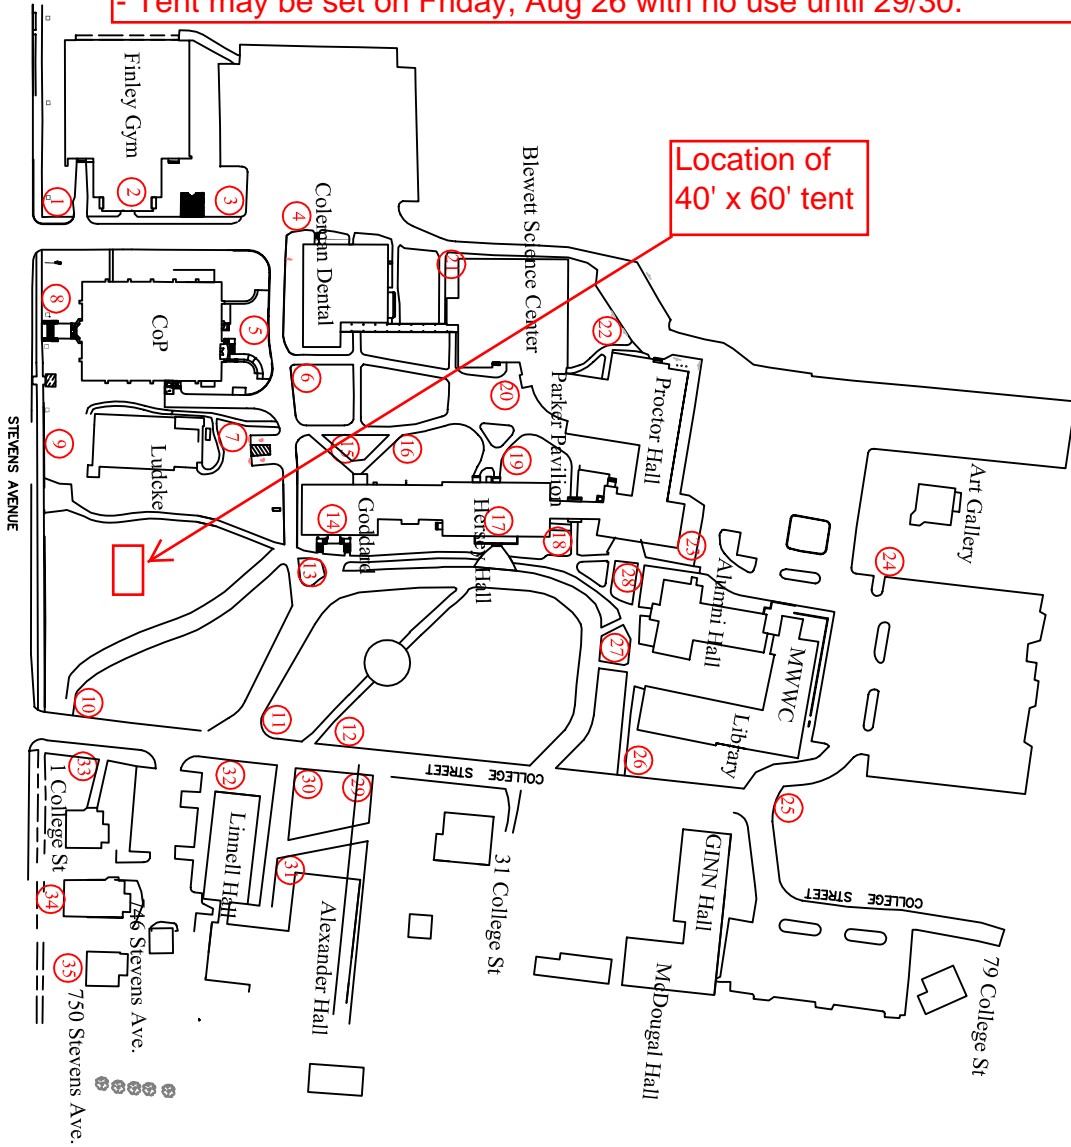 - Tent may be set on Friday, Aug 26 with no use until 29/30.
Location of
40' x 60' tent
Finley Gym
1
2
3
4
Coleman Dental
Blewett Science Center
21
22
8
CoP
5
6
20
Parker Pavilion
Proctor Hall
STEVENS AVENUE
9
Ludcke
7
15
16
19
Art Gallery
14
Goddard
17
Hersey Hall
18
23
24
13
28
Alumni Hall
27
MWWC
10
11
12
26
Library
COLLEGE STREET
25
33
1 College St
32
Linnell Hall
30
29
31
Alexander Hall
31 College St
GINN Hall
McDougal Hall
COLLEGE STREET
79 College St
34
746 Stevens Ave.
35
750 Stevens Ave.